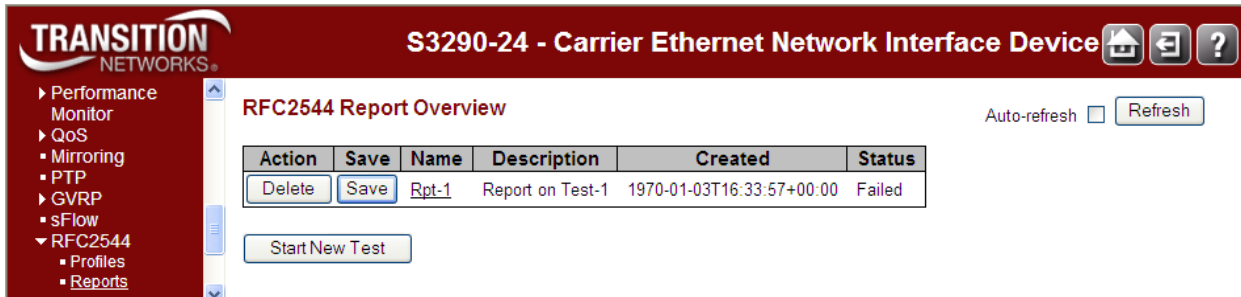 TRANSITION
NETWORKS®
S3290-24 - Carrier Ethernet Network Interface Device
?
Performance
Monitor
QoS
Mirroring
PTP
GVRP
sFlow
RFC2544
Profiles
Reports
RFC2544 Report Overview
Auto-refresh Refresh
Action Save Name Description Created Status
Delete Save Rpt-1 Report on Test-1 1970-01-03T16:33:57+00:00 Failed
Start New Test